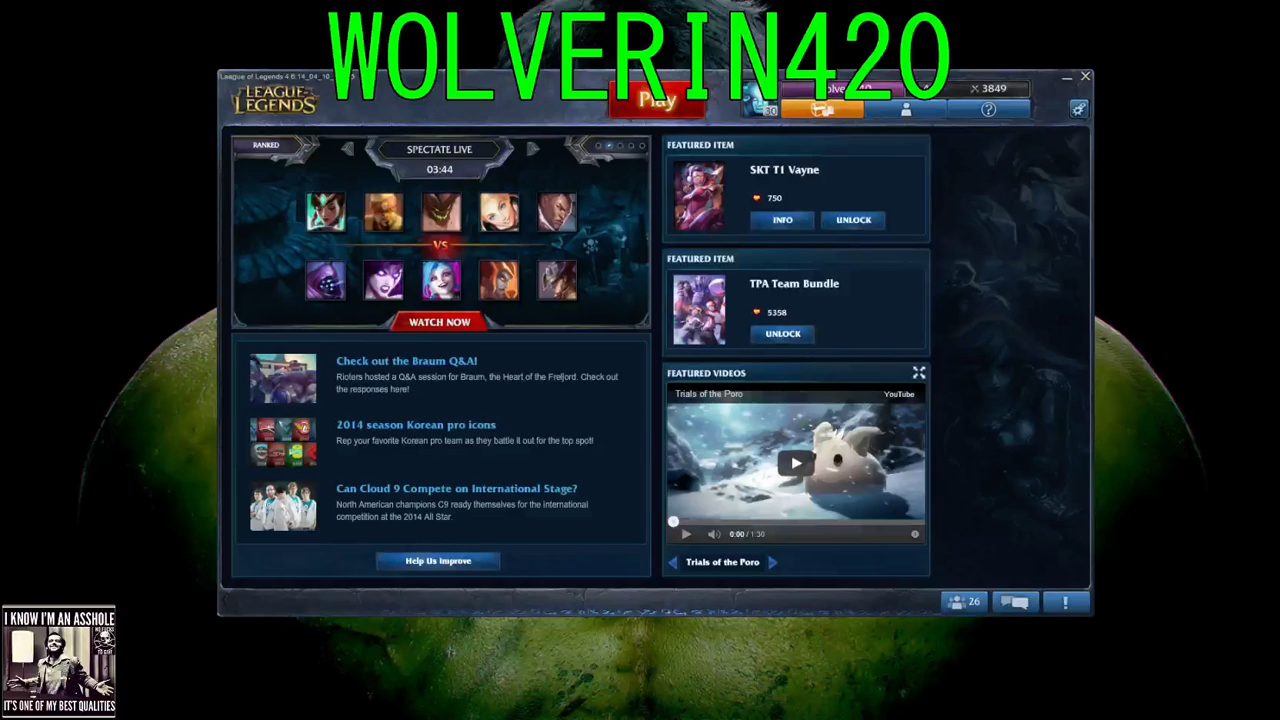 WOLVERIN420
LEAGUE OF LEGENDS
Play
30
3849
RANKED
SPECTATE LIVE
03:44
VS
WATCH NOW
Check out the Braum Q&A!
Rioters hosted a Q&A session for Braum, the Heart of the Freljord. Check out
the responses here!
2014 season Korean pro icons
Rep your favorite Korean pro team as they battle it out for the top spot!
Can Cloud 9 Compete on International Stage?
North American champions C9 ready themselves for the international
competition at the 2014 All Star.
Help Us Improve
FEATURED ITEM
SKT T1 Vayne
750
INFO
UNLOCK
FEATURED ITEM
TPA Team Bundle
5358
UNLOCK
FEATURED VIDEOS
Trials of the Poro
YouTube
0:00 / 1:30
Trials of the Poro
26
I KNOW I'M AN ASSHOLE
IT'S ONE OF MY BEST QUALITIES